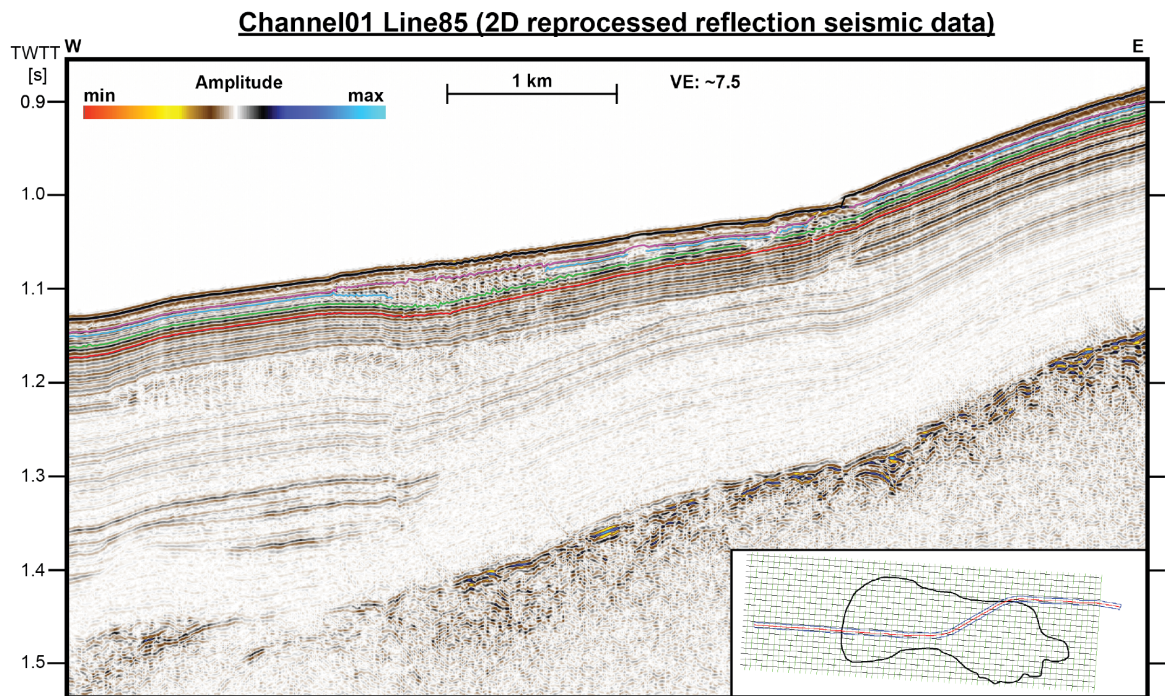 Channel01 Line85 (2D reprocessed reflection seismic data)
TWTT W E
[s]
Amplitude 1 km VE: ~7.5
min max
0.9
1.0
1.1
1.2
1.3
1.4
1.5